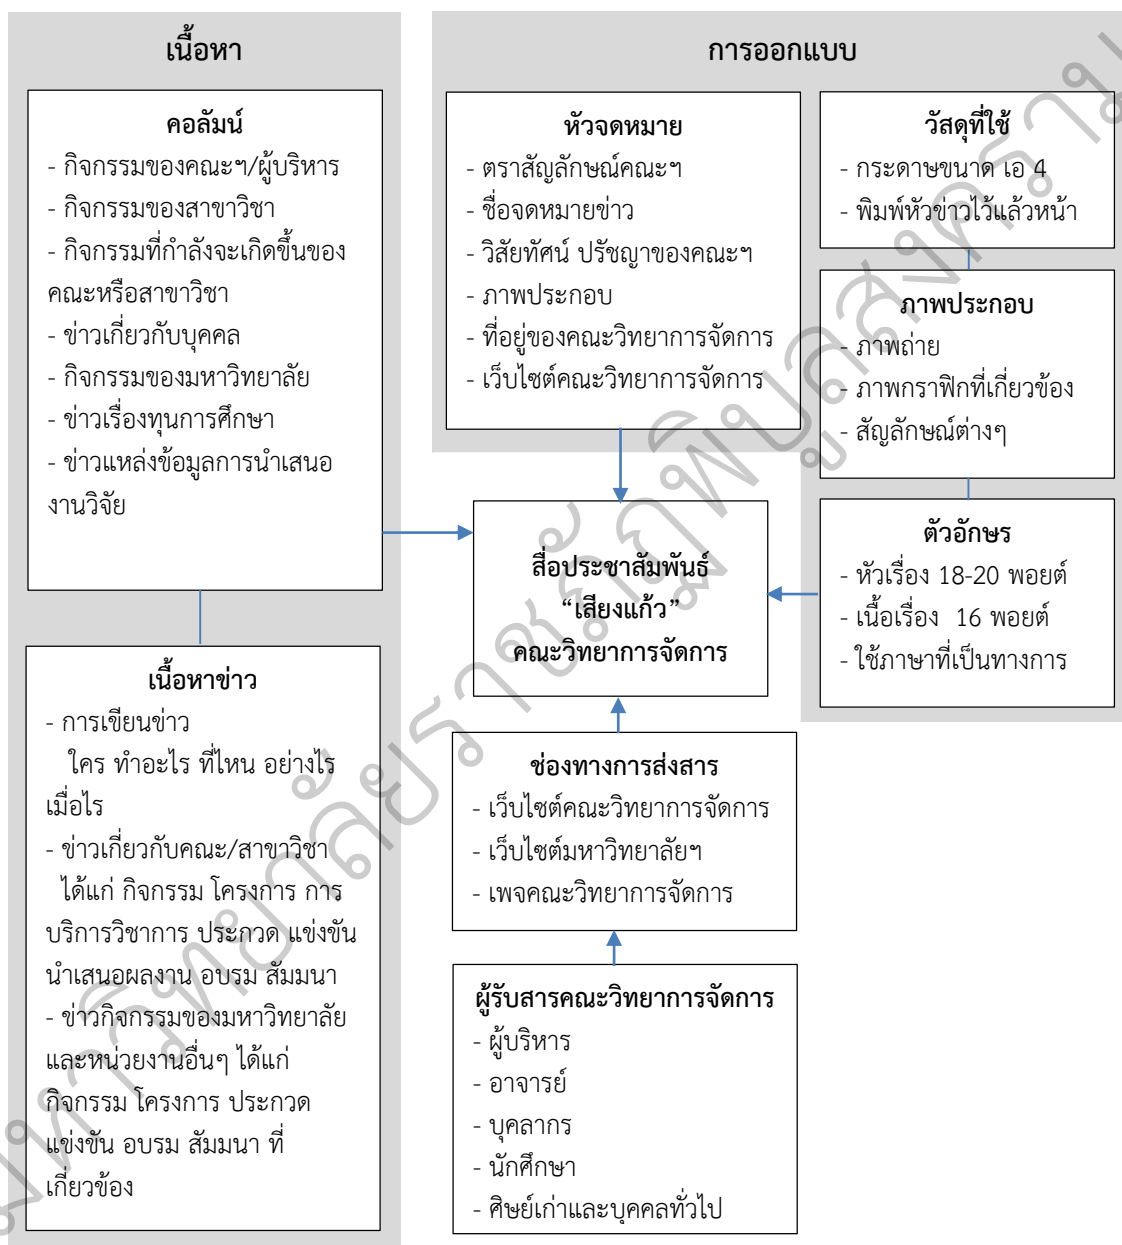 เนื้อหา
คอลัมน์
- กิจกรรมของคณะฯ/ผู้บริหาร
- กิจกรรมของสาขาวิชา
- กิจกรรมที่กำลังจะเกิดขึ้นของ
คณะหรือสาขาวิชา
- ข่าวเกี่ยวกับบุคคล
- กิจกรรมของมหาวิทยาลัย
- ข่าวเรื่องทุนการศึกษา
- ข่าวแหล่งข้อมูลการนำเสนอ
งานวิจัย
เนื้อหาข่าว
- การเขียนข่าว
ใคร ทำอะไร ที่ไหน อย่างไร
เมื่อไร
- ข่าวเกี่ยวกับคณะ/สาขาวิชา
ได้แก่ กิจกรรม โครงการ การ
บริการวิชาการ ประกวด แข่งขัน
นำเสนอผลงาน อบรม สัมมนา
- ข่าวกิจกรรมของมหาวิทยาลัย
และหน่วยงานอื่นๆ ได้แก่
กิจกรรม โครงการ ประกวด
แข่งขัน อบรม สัมมนา ที่
เกี่ยวข้อง
การออกแบบ
หัวจดหมาย
- ตราสัญลักษณ์คณะฯ
- ชื่อจดหมายข่าว
- วิสัยทัศน์ ปรัชญาของคณะฯ
- ภาพประกอบ
- ที่อยู่ของคณะวิทยาการจัดการ
- เว็บไซต์คณะวิทยาการจัดการ
วัสดุที่ใช้
- กระดาษขนาด เอ 4
- พิมพ์หัวข่าวไว้แล้วหน้า
ภาพประกอบ
- ภาพถ่าย
- ภาพกราฟิกที่เกี่ยวข้อง
- สัญลักษณ์ต่างๆ
ตัวอักษร
- หัวเรื่อง 18-20 พอยต์
- เนื้อเรื่อง 16 พอยต์
- ใช้ภาษาที่เป็นทางการ
สื่อประชาสัมพันธ์
“เสียงแก้ว”
คณะวิทยาการจัดการ
ช่องทางการส่งสาร
- เว็บไซต์คณะวิทยาการจัดการ
- เว็บไซต์มหาวิทยาลัยฯ
- เพจคณะวิทยาการจัดการ
ผู้รับสารคณะวิทยาการจัดการ
- ผู้บริหาร
- อาจารย์
- บุคลากร
- นักศึกษา
- ศิษย์เก่าและบุคคลทั่วไป
มหาวิทยาลัยราชภัฏพิบูลสงคราม